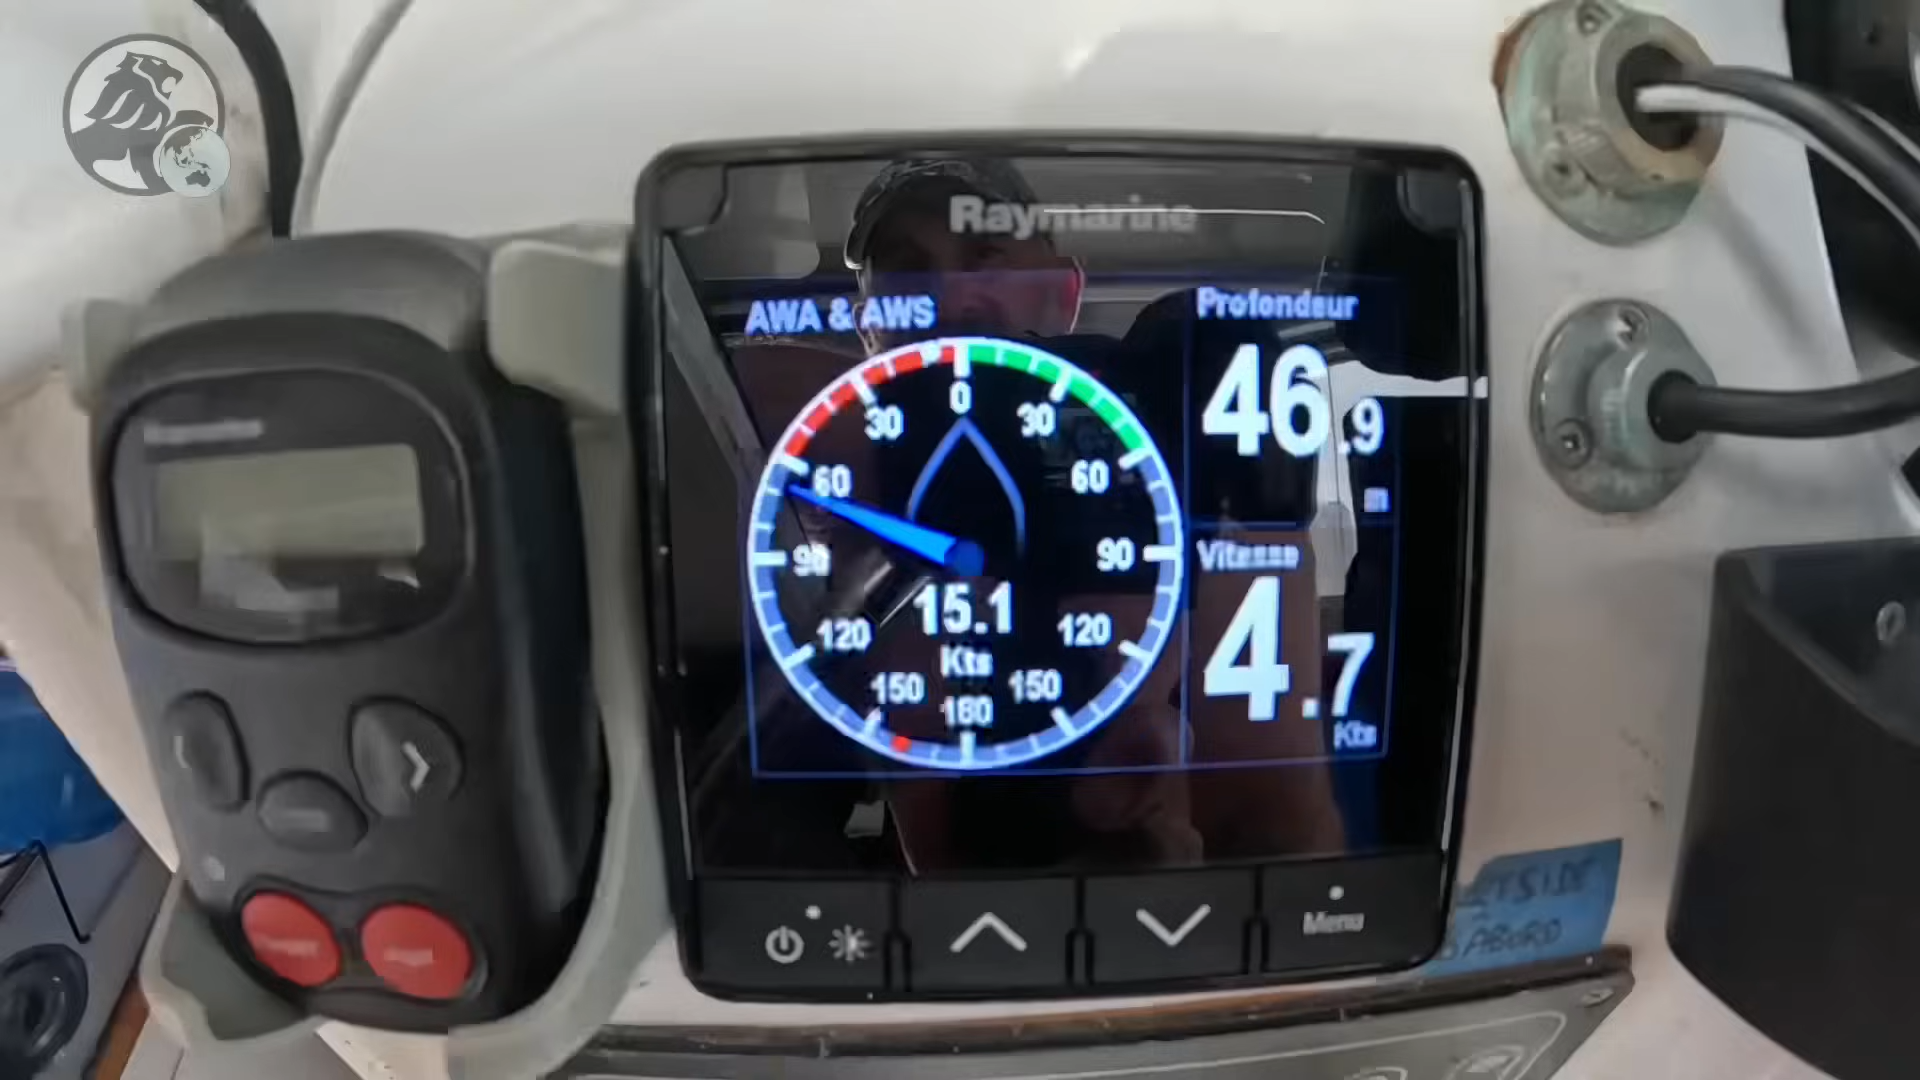 Raymarine
AWA & AWS
0
30
30
60
60
90
90
120
120
150
150
180
15.1
Kts
Profondeur
46.9
m
Vitesse
4.7
Kts
Menu